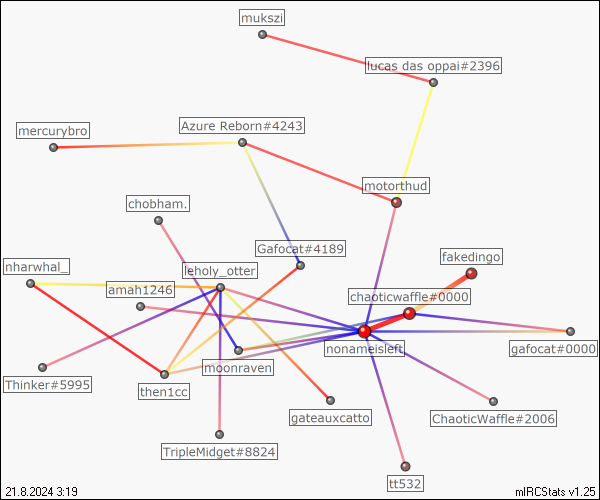 mukszi
lucas das oppai#2396
Azure Reborn#4243
mercurybro
motorthud
chobham.
Gafocat#4189
fakedingo
nharwhal_
leholy_otter
amah1246
chaoticwaffle#0000
nonameisleft
gafocat#0000
moonraven
Thinker#5995
then1cc
gateauxcatto
ChaoticWaffle#2006
TripleMidget#8824
tt532
21.8.2024 3:19
mIRCStats v1.25